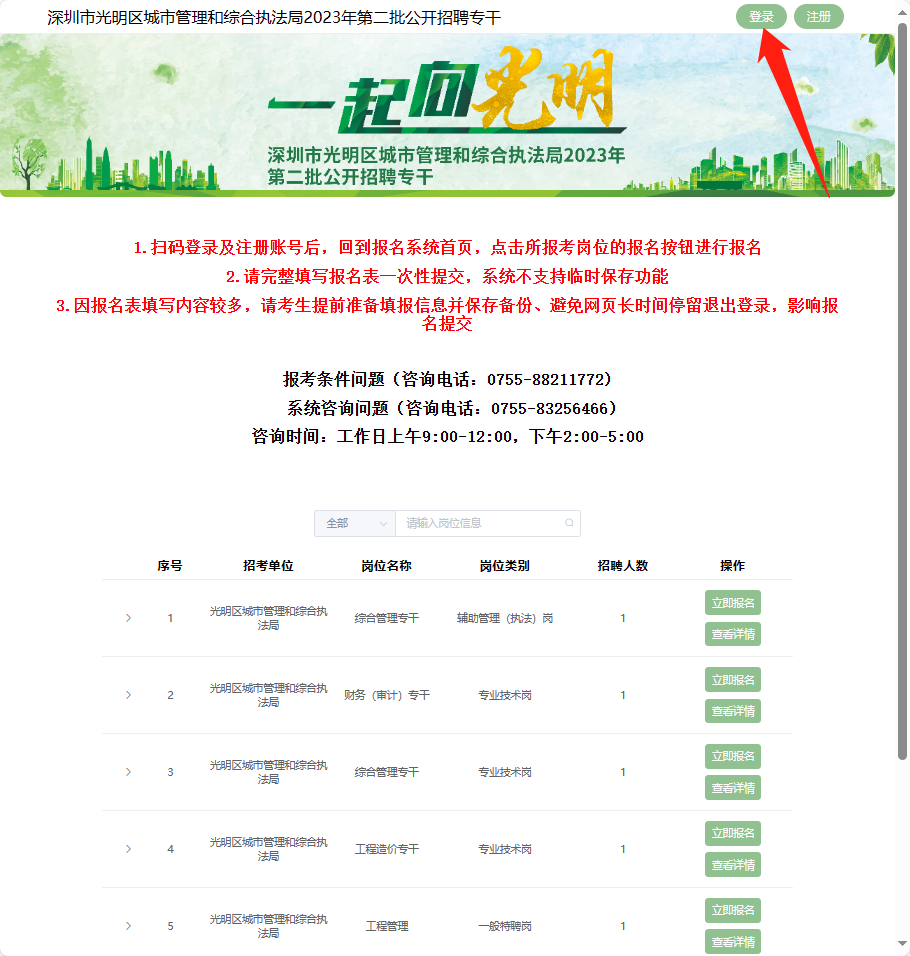 深圳市光明区城市管理和综合执法局2023年第二批公开招聘专干
登录 注册
一起向光明
深圳市光明区城市管理和综合执法局2023年
第二批公开招聘专干
1.扫码登录及注册账号后，回到报名系统首页，点击所报考岗位的报名按钮进行报名
2.请完整填写报名表一次性提交，系统不支持临时保存功能
3.因报名表填写内容较多，请考生提前准备填报信息并保存备份、避免网页长时间停留退出登录，影响报
名提交
报考条件问题（咨询电话：0755-88211772）
系统咨询问题（咨询电话：0755-83256466）
咨询时间：工作日上午9:00-12:00，下午2:00-5:00
全部 请输入岗位信息
序号 招考单位 岗位名称 岗位类别 招聘人数 操作
1 光明区城市管理和综合执 综合管理专干 辅助管理（执法）岗 1 立即报名
法局 查看详情
2 光明区城市管理和综合执 财务（审计）专干 专业技术岗 1 立即报名
法局 查看详情
3 光明区城市管理和综合执 综合管理专干 专业技术岗 1 立即报名
法局 查看详情
4 光明区城市管理和综合执 工程造价专干 专业技术岗 1 立即报名
法局 查看详情
5 光明区城市管理和综合执 工程管理 一般特聘岗 1 立即报名
法局 查看详情